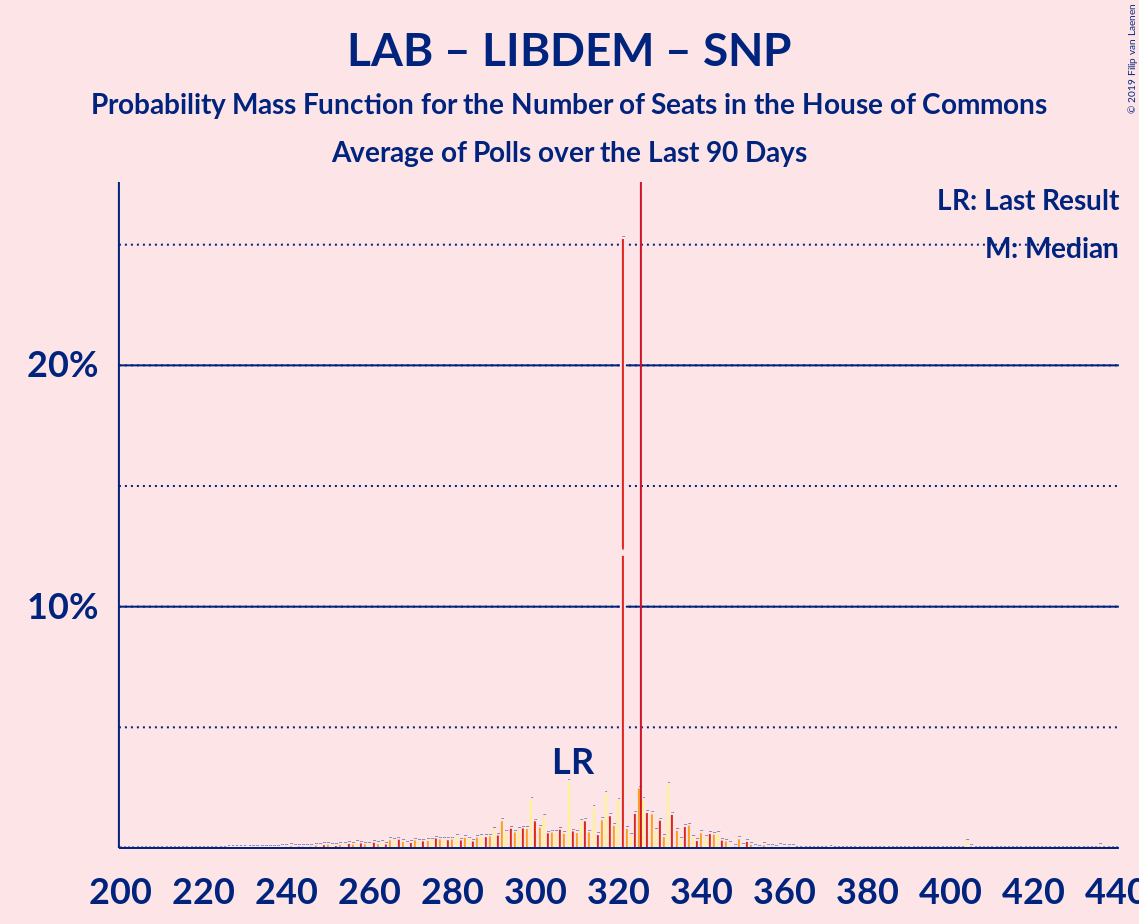 © 2019 Filip van Laenen
LAB – LIBDEM – SNP
Probability Mass Function for the Number of Seats in the House of Commons
Average of Polls over the Last 90 Days
LR: Last Result
M: Median
20%
10%
LR
200 220 240 260 280 300 320 340 360 380 400 420 440